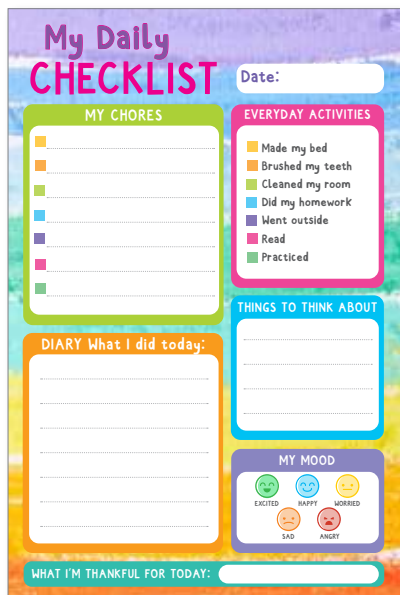 My Daily
CHECKLIST
Date:
MY CHORES
EVERYDAY ACTIVITIES
Made my bed
Brushed my teeth
Cleaned my room
Did my homework
Went outside
Read
Practiced
THINGS TO THINK ABOUT
DIARY What I did today:
MY MOOD
EXCITED HAPPY WORRIED
SAD ANGRY
WHAT I'M THANKFUL FOR TODAY: